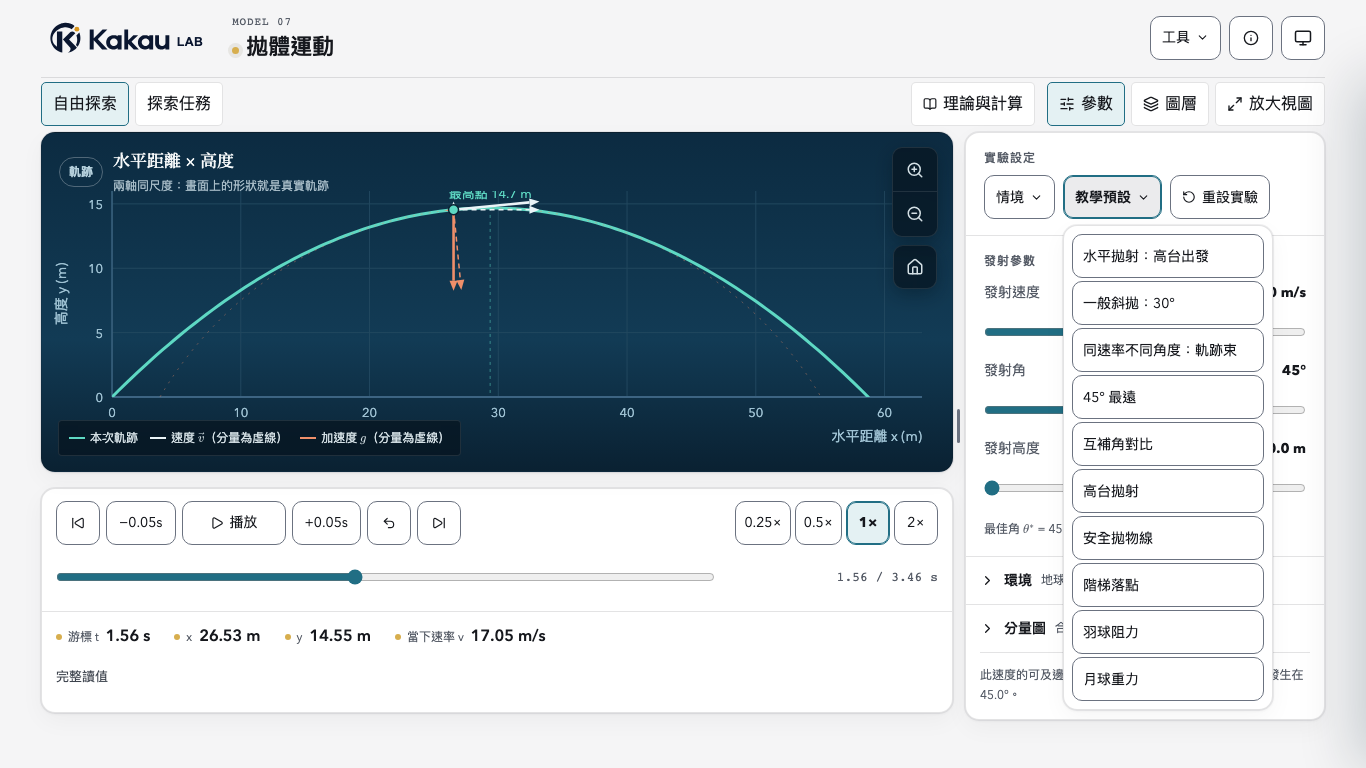 Kakau LAB
MODEL 07
拋體運動
工具
自由探索
探索任務
理論與計算
參數
圖層
放大視圖
軌跡
水平距離 × 高度
兩軸同尺度：畫面上的形狀就是真實軌跡
最高點 14.7 m
15
10
5
0
高度 y (m)
0 10 20 30 40 50 60
本次軌跡 速度 v⃗（分量為虛線） 加速度 g（分量為虛線）
水平距離 x (m)
−0.05s
播放
+0.05s
0.25×
0.5×
1×
2×
1.56 / 3.46 s
游標 t 1.56 s
x 26.53 m
y 14.55 m
當下速率 v 17.05 m/s
完整讀值
實驗設定
情境
教學預設
重設實驗
發射參數
發射速度
m/s
發射角
45°
發射高度
.0 m
最佳角 θ* = 45
環境 地球
分量圖
此速度的可及邊
發生在
45.0°。
水平拋射：高台出發
一般斜拋：30°
同速率不同角度：軌跡束
45° 最遠
互補角對比
高台拋射
安全拋物線
階梯落點
羽球阻力
月球重力